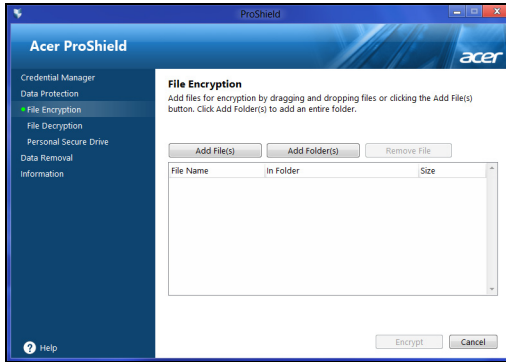 ProShield
Acer ProShield
acer
Credential Manager
Data Protection
File Encryption
File Decryption
Personal Secure Drive
Data Removal
Information
File Encryption
Add files for encryption by dragging and dropping files or clicking the Add File(s)
button. Click Add Folder(s) to add an entire folder.
Add File(s) Add Folder(s) Remove File
File Name In Folder Size
Encrypt Cancel
? Help